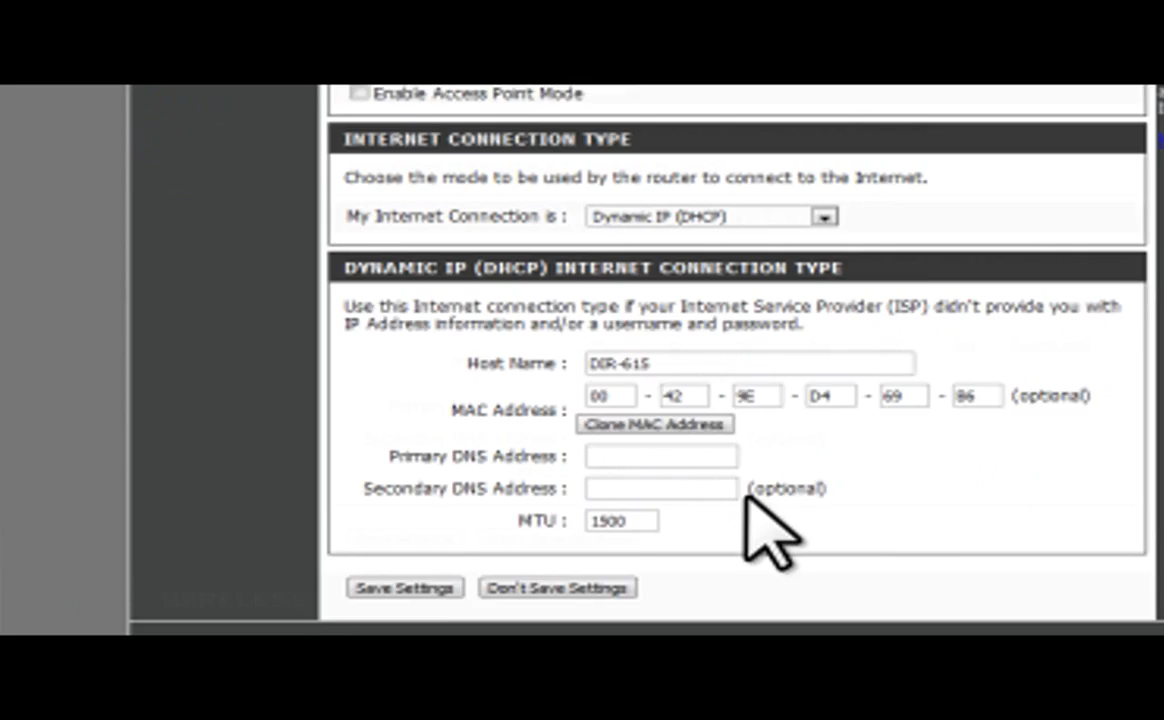 Enable Access Point Mode
INTERNET CONNECTION TYPE
Choose the mode to be used by the router to connect to the Internet.
My Internet Connection is : Dynamic IP (DHCP)
DYNAMIC IP (DHCP) INTERNET CONNECTION TYPE
Use this Internet connection type if your Internet Service Provider (ISP) didn't provide you with
IP Address information and/or a username and password.
Host Name : DIR-615
MAC Address : 00 - 42 - 9E - D4 - 69 - B6 (optional)
Clone MAC Address
Primary DNS Address :
Secondary DNS Address : (optional)
MTU : 1500
Save Settings Don't Save Settings